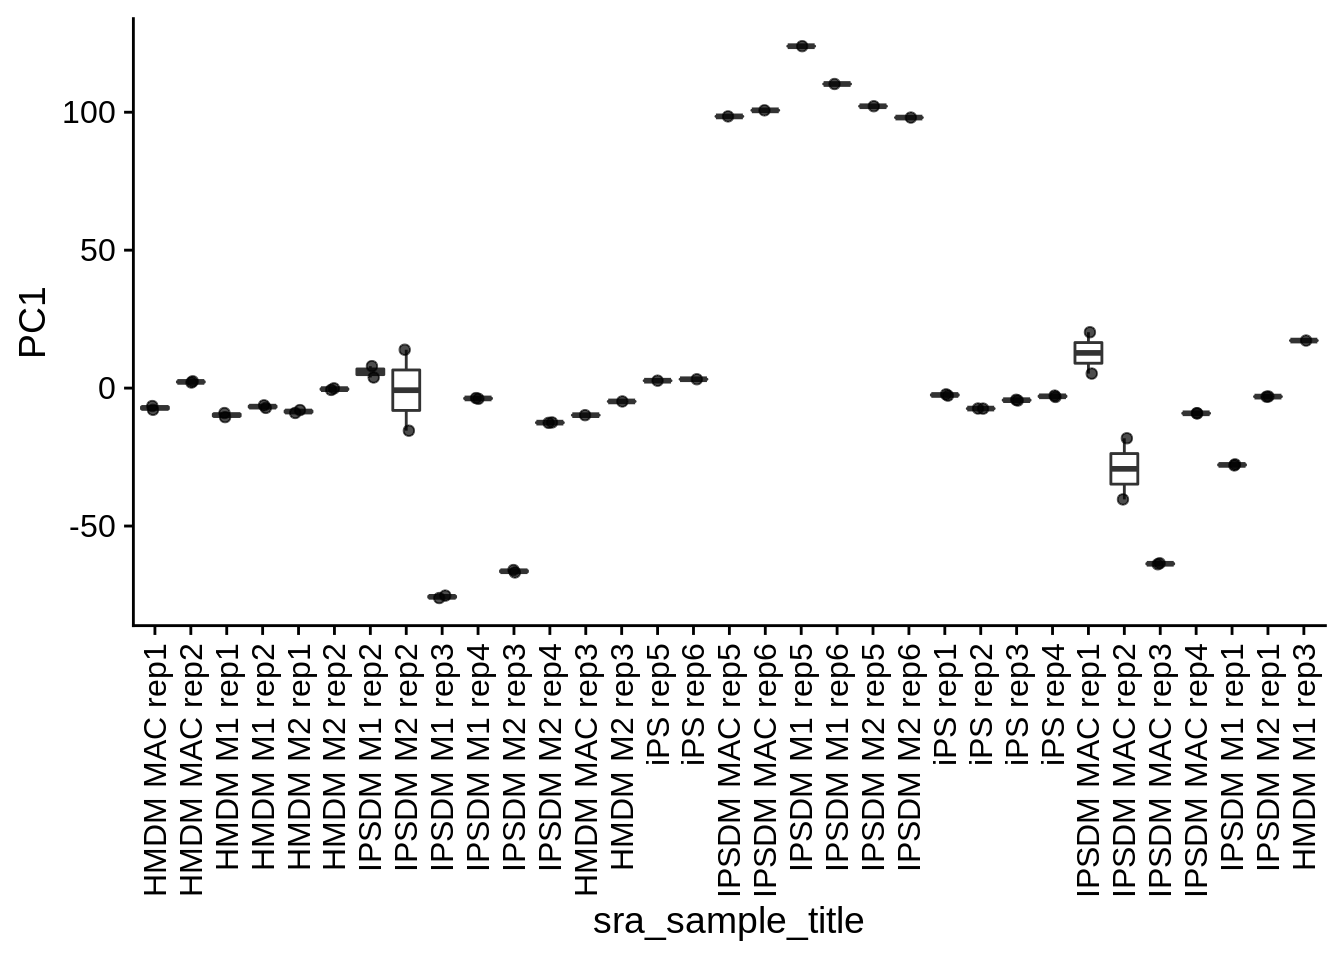 PC1
100
50
0
-50
HMDM MAC rep1
HMDM MAC rep2
HMDM M1 rep1
HMDM M1 rep2
HMDM M2 rep1
HMDM M2 rep2
IPSDM M1 rep2
IPSDM M2 rep2
IPSDM M1 rep3
IPSDM M1 rep4
IPSDM M2 rep3
IPSDM M2 rep4
HMDM MAC rep3
HMDM M2 rep3
iPS rep5
iPS rep6
IPSDM MAC rep5
IPSDM MAC rep6
IPSDM M1 rep5
IPSDM M1 rep6
IPSDM M2 rep5
IPSDM M2 rep6
iPS rep1
iPS rep2
iPS rep3
iPS rep4
IPSDM MAC rep1
IPSDM MAC rep2
IPSDM MAC rep3
IPSDM MAC rep4
IPSDM M1 rep1
IPSDM M2 rep1
HMDM M1 rep3
sra_sample_title